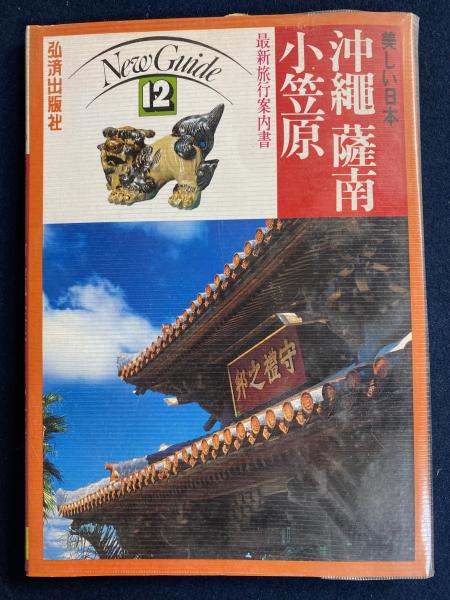 美しい日本
沖縄 薩南
小笠原
最新旅行案内書
New Guide
12
弘済出版社
守禮之邦